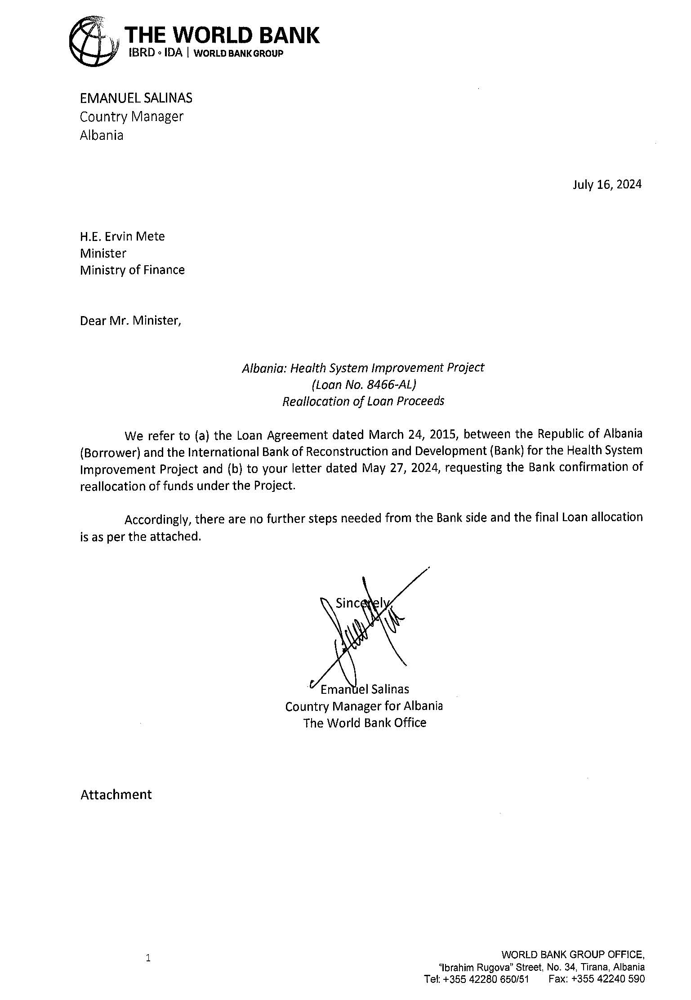 THE WORLD BANK
IBRD • IDA | WORLD BANK GROUP
EMANUEL SALINAS
Country Manager
Albania
July 16, 2024
H.E. Ervin Mete
Minister
Ministry of Finance
Dear Mr. Minister,
Albania: Health System Improvement Project
(Loan No. 8466-AL)
Reallocation of Loan Proceeds
We refer to (a) the Loan Agreement dated March 24, 2015, between the Republic of Albania
(Borrower) and the International Bank of Reconstruction and Development (Bank) for the Health System
Improvement Project and (b) to your letter dated May 27, 2024, requesting the Bank confirmation of
reallocation of funds under the Project.
Accordingly, there are no further steps needed from the Bank side and the final Loan allocation
is as per the attached.
Sincerely,
Emanuel Salinas
Country Manager for Albania
The World Bank Office
Attachment
1
WORLD BANK GROUP OFFICE,
“Ibrahim Rugova” Street, No. 34, Tirana, Albania
Tel: +355 42280 650/51 Fax: +355 42240 590